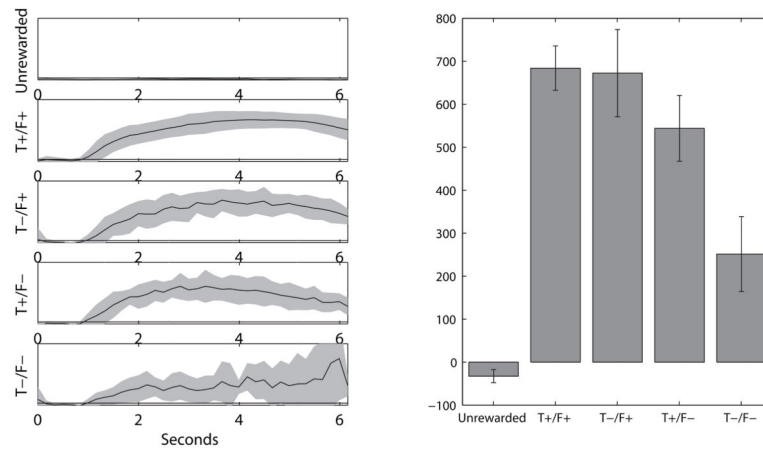 Unrewarded
0 2 4 6
T+/F+
0 2 4 6
T−/F+
0 2 4 6
T+/F−
0 2 4 6
T−/F−
0 2 4 6
Seconds
800
700
600
500
400
300
200
100
0
−100
Unrewarded T+/F+ T−/F+ T+/F− T−/F−